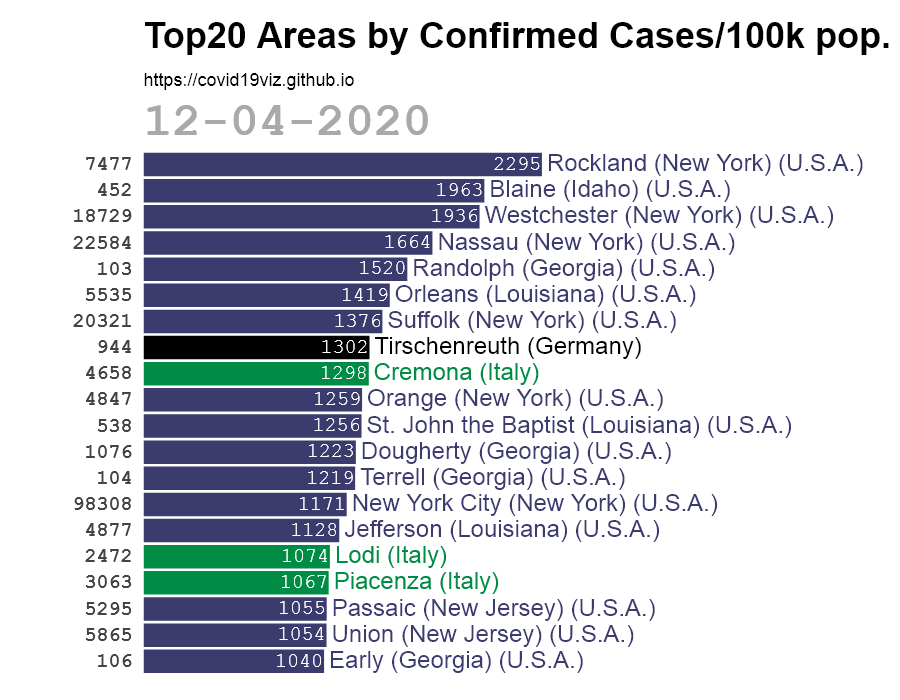 Top20 Areas by Confirmed Cases/100k pop.
https://covid19viz.github.io
12-04-2020
7477 2295 Rockland (New York) (U.S.A.)
452 1963 Blaine (Idaho) (U.S.A.)
18729 1936 Westchester (New York) (U.S.A.)
22584 1664 Nassau (New York) (U.S.A.)
103 1520 Randolph (Georgia) (U.S.A.)
5535 1419 Orleans (Louisiana) (U.S.A.)
20321 1376 Suffolk (New York) (U.S.A.)
944 1302 Tirschenreuth (Germany)
4658 1298 Cremona (Italy)
4847 1259 Orange (New York) (U.S.A.)
538 1256 St. John the Baptist (Louisiana) (U.S.A.)
1076 1223 Dougherty (Georgia) (U.S.A.)
104 1219 Terrell (Georgia) (U.S.A.)
98308 1171 New York City (New York) (U.S.A.)
4877 1128 Jefferson (Louisiana) (U.S.A.)
2472 1074 Lodi (Italy)
3063 1067 Piacenza (Italy)
5295 1055 Passaic (New Jersey) (U.S.A.)
5865 1054 Union (New Jersey) (U.S.A.)
106 1040 Early (Georgia) (U.S.A.)